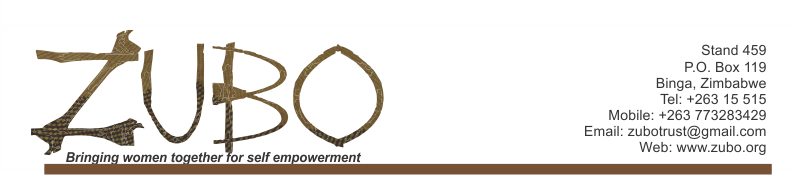 ZUBO
Bringing women together for self empowerment
Stand 459
P.O. Box 119
Binga, Zimbabwe
Tel: +263 15 515
Mobile: +263 773283429
Email: zubotrust@gmail.com
Web: www.zubo.org